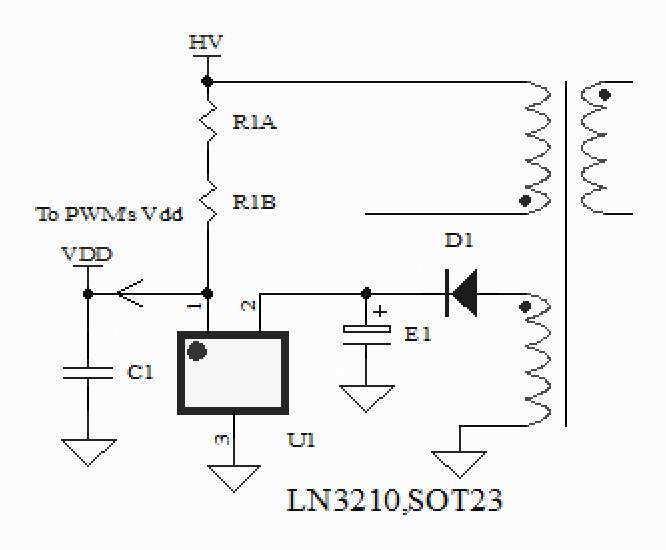 HV
R1A
R1B
To PWM's Vdd
VDD
D1
1
2
+
E1
C1
3
U1
LN3210,SOT23